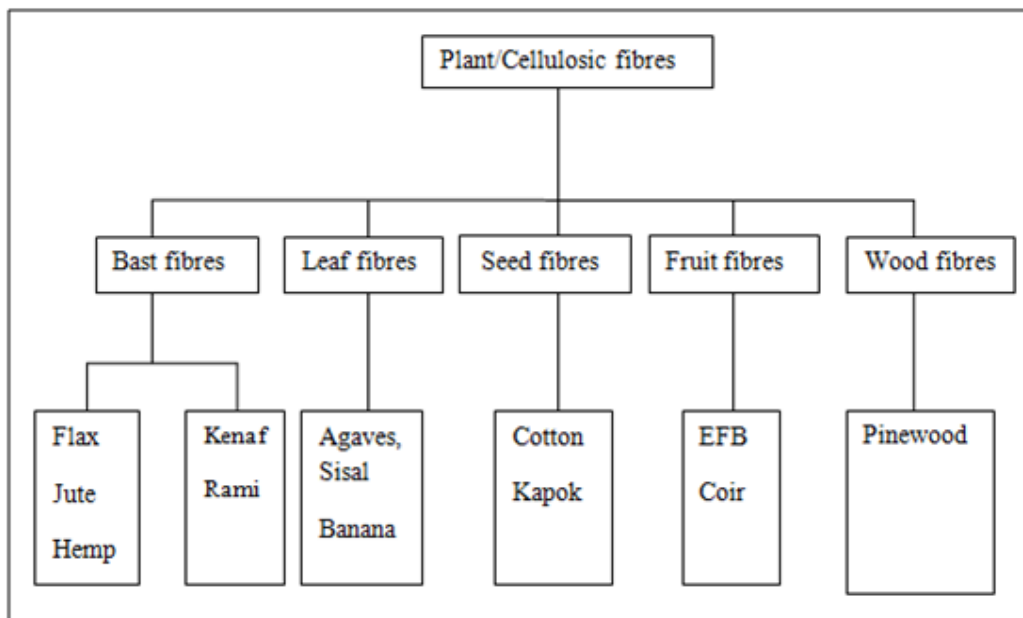 Plant/Cellulosic fibres
Bast fibres
Leaf fibres
Seed fibres
Fruit fibres
Wood fibres
Flax
Jute
Hemp
Kenaf
Rami
Agaves,
Sisal
Banana
Cotton
Kapok
EFB
Coir
Pinewood